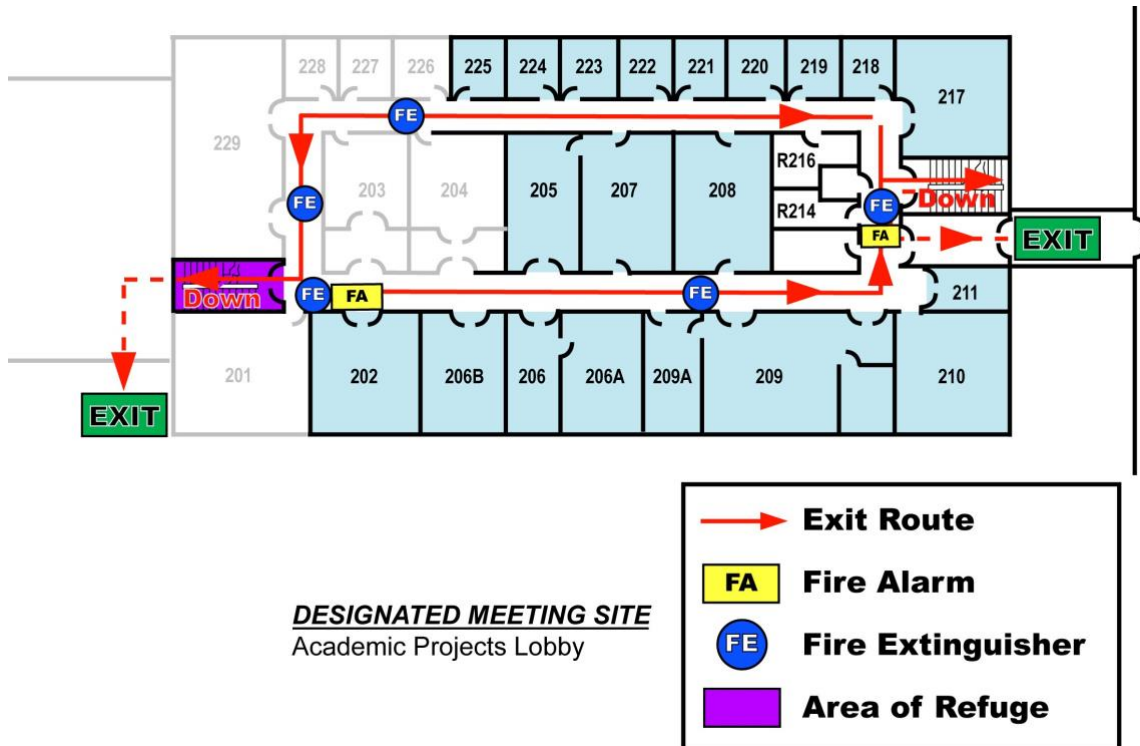 228 227 226 225 224 223 222 221 220 219 218
217
FE
229
R216
203 204 205 207 208
FE
R214
FE
Down
FA
EXIT
Down
FE FA
FE
211
201 202 206B 206 206A 209A 209 210
EXIT
Exit Route
FA Fire Alarm
DESIGNATED MEETING SITE
Academic Projects Lobby
FE Fire Extinguisher
Area of Refuge